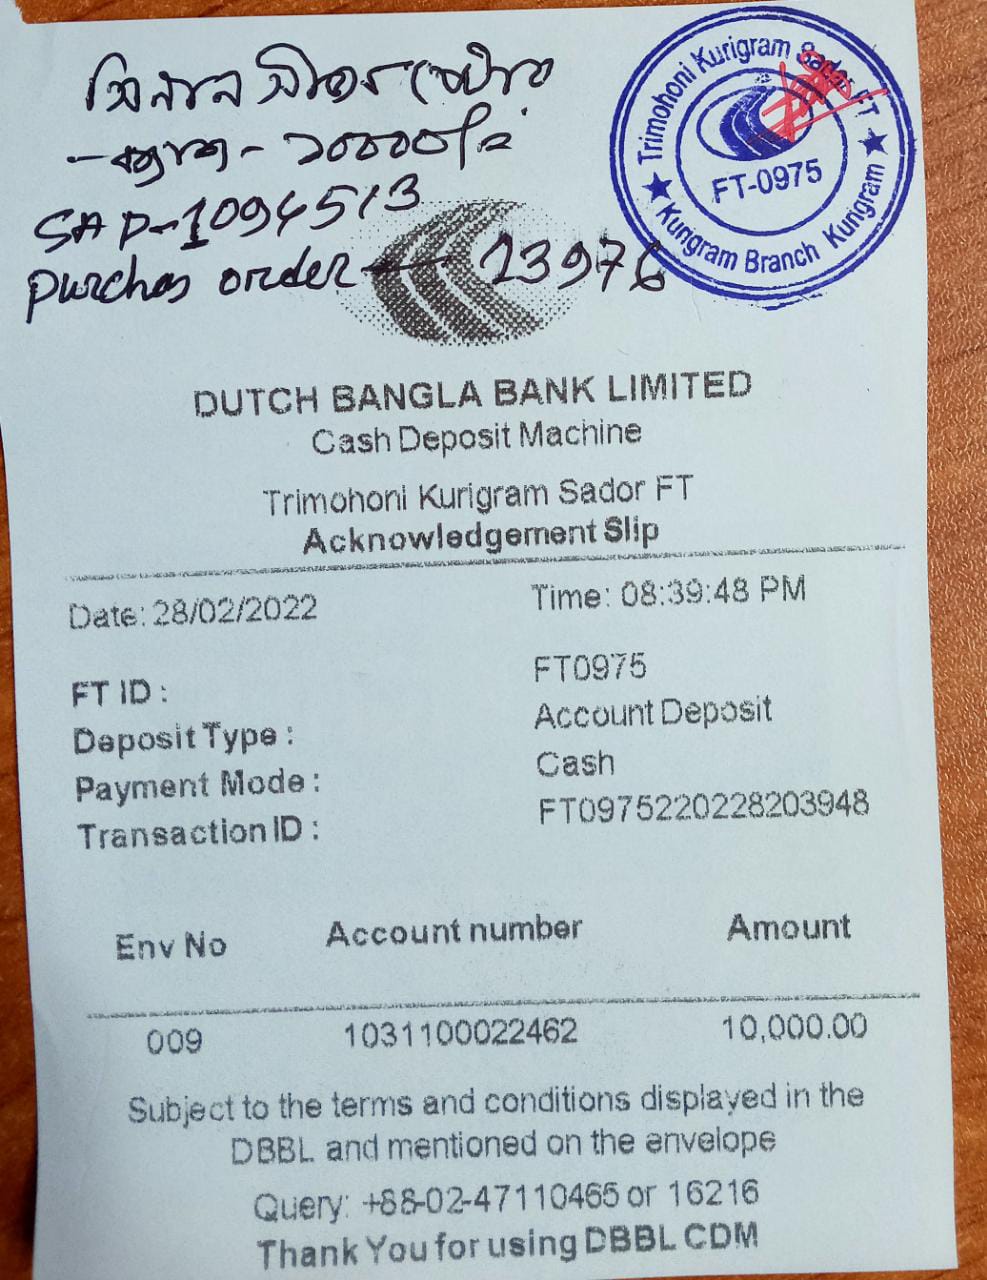 ১০০০০/-
SAP-1094513
purchas order - 13976
Trimohoni Kurigram Sador FT
FT-0975
Kurigram Branch Kurigram
DUTCH BANGLA BANK LIMITED
Cash Deposit Machine
Trimohoni Kurigram Sador FT
Acknowledgement Slip
Date: 28/02/2022 Time: 08:39:48 PM
FT ID : FT0975
Deposit Type : Account Deposit
Payment Mode : Cash
Transaction ID : FT0975220228203948
Env No Account number Amount
009 1031100022462 10,000.00
Subject to the terms and conditions displayed in the
DBBL and mentioned on the envelope
Query: +88-02-47110465 or 16216
Thank You for using DBBL CDM